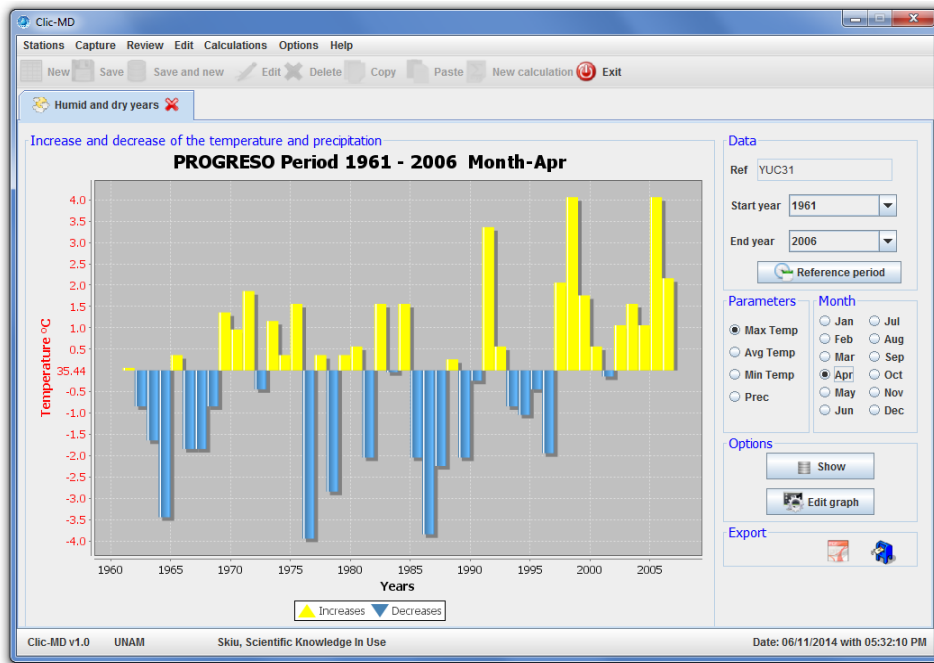 Clic-MD
Stations Capture Review Edit Calculations Options Help
New Save Save and new Edit Delete Copy Paste New calculation Exit
Humid and dry years
Increase and decrease of the temperature and precipitation
PROGRESO Period 1961 - 2006 Month-Apr
Temperature ºC
4.0
3.5
3.0
2.5
2.0
1.5
1.0
0.5
35.44
-0.5
-1.0
-1.5
-2.0
-2.5
-3.0
-3.5
-4.0
1960 1965 1970 1975 1980 1985 1990 1995 2000 2005
Years
Increases Decreases
Data
Ref YUC31
Start year 1961
End year 2006
Reference period
Parameters
Max Temp
Avg Temp
Min Temp
Prec
Month
Jan Jul
Feb Aug
Mar Sep
Apr Oct
May Nov
Jun Dec
Options
Show
Edit graph
Export
Clic-MD v1.0 UNAM Skiu, Scientific Knowledge In Use Date: 06/11/2014 with 05:32:10 PM